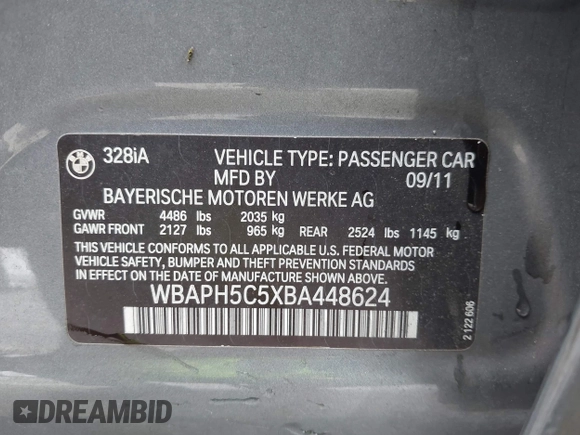 BMW
328iA VEHICLE TYPE: PASSENGER CAR
MFD BY 09/11
BAYERISCHE MOTOREN WERKE AG
GVWR 4486 lbs 2035 kg
GAWR FRONT 2127 lbs 965 kg REAR 2524 lbs 1145 kg
THIS VEHICLE CONFORMS TO ALL APPLICABLE U.S. FEDERAL MOTOR
VEHICLE SAFETY, BUMPER AND THEFT PREVENTION STANDARDS
IN EFFECT ON THE DATE OF MANUFACTURE SHOWN ABOVE.
WBAPH5C5XBA448624
2 122 606
DREAMBID